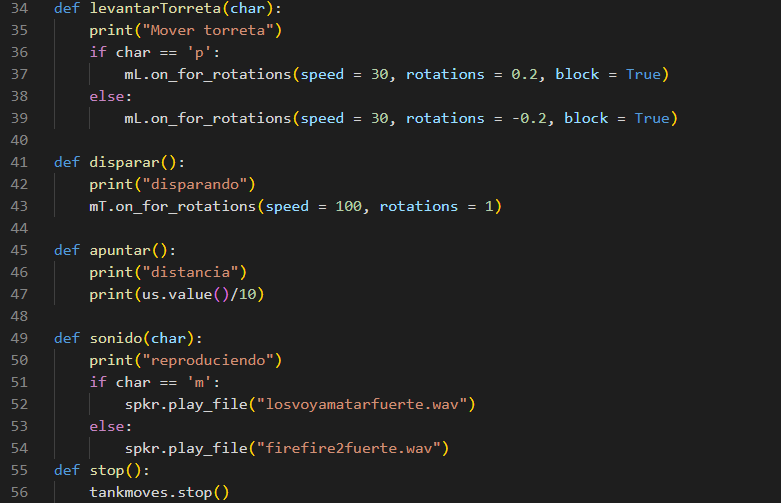 34 def levantarTorreta(char):
35     print("Mover torreta")
36     if char == 'p':
37         mL.on_for_rotations(speed = 30, rotations = 0.2, block = True)
38     else:
39         mL.on_for_rotations(speed = 30, rotations = -0.2, block = True)
40
41 def disparar():
42     print("disparando")
43     mT.on_for_rotations(speed = 100, rotations = 1)
44
45 def apuntar():
46     print("distancia")
47     print(us.value()/10)
48
49 def sonido(char):
50     print("reproduciendo")
51     if char == 'm':
52         spkr.play_file("losvoyamatarfuerte.wav")
53     else:
54         spkr.play_file("firefire2fuerte.wav")
55 def stop():
56     tankmoves.stop()